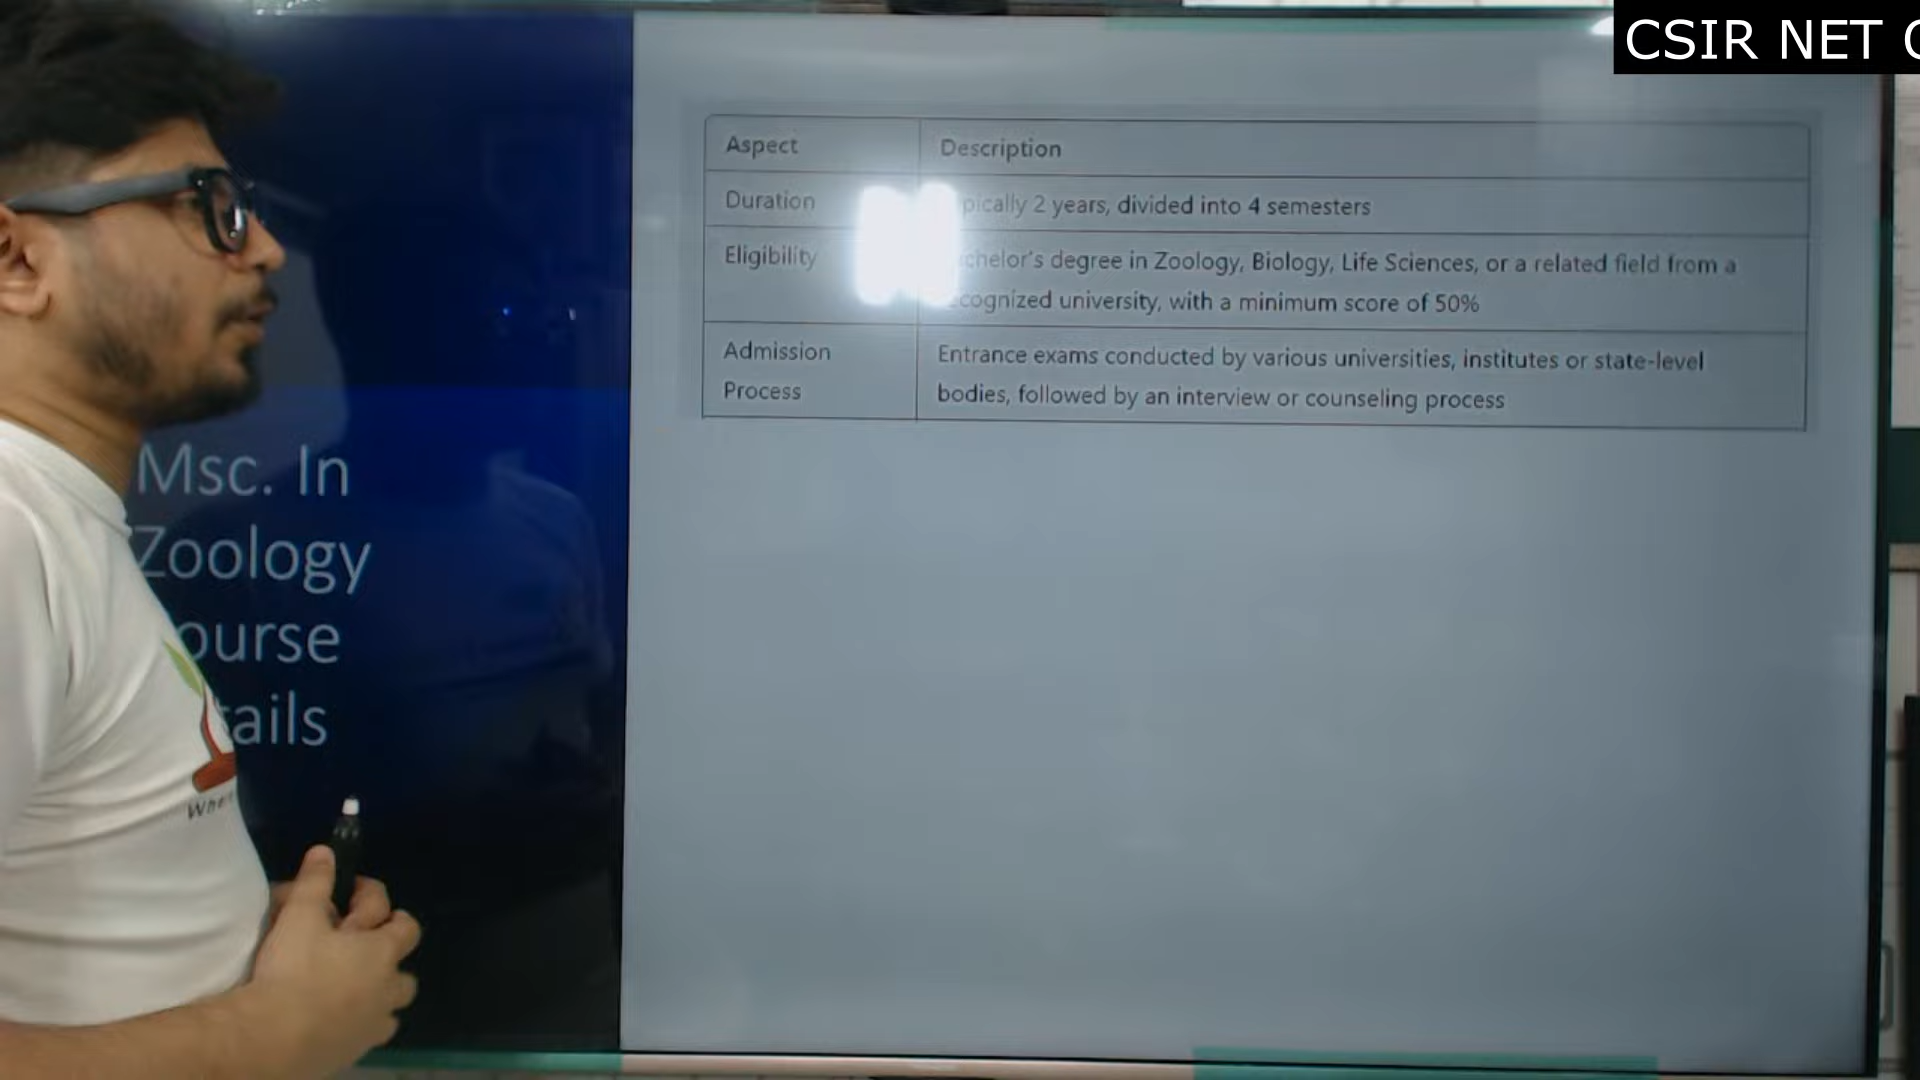 CSIR NET
Aspect
Description
Duration
pically 2 years, divided into 4 semesters
Eligibility
chelor's degree in Zoology, Biology, Life Sciences, or a related field from a
ecognized university, with a minimum score of 50%
Admission
Process
Entrance exams conducted by various universities, institutes or state-level
bodies, followed by an interview or counseling process
Msc. In
Zoology
ourse
tails